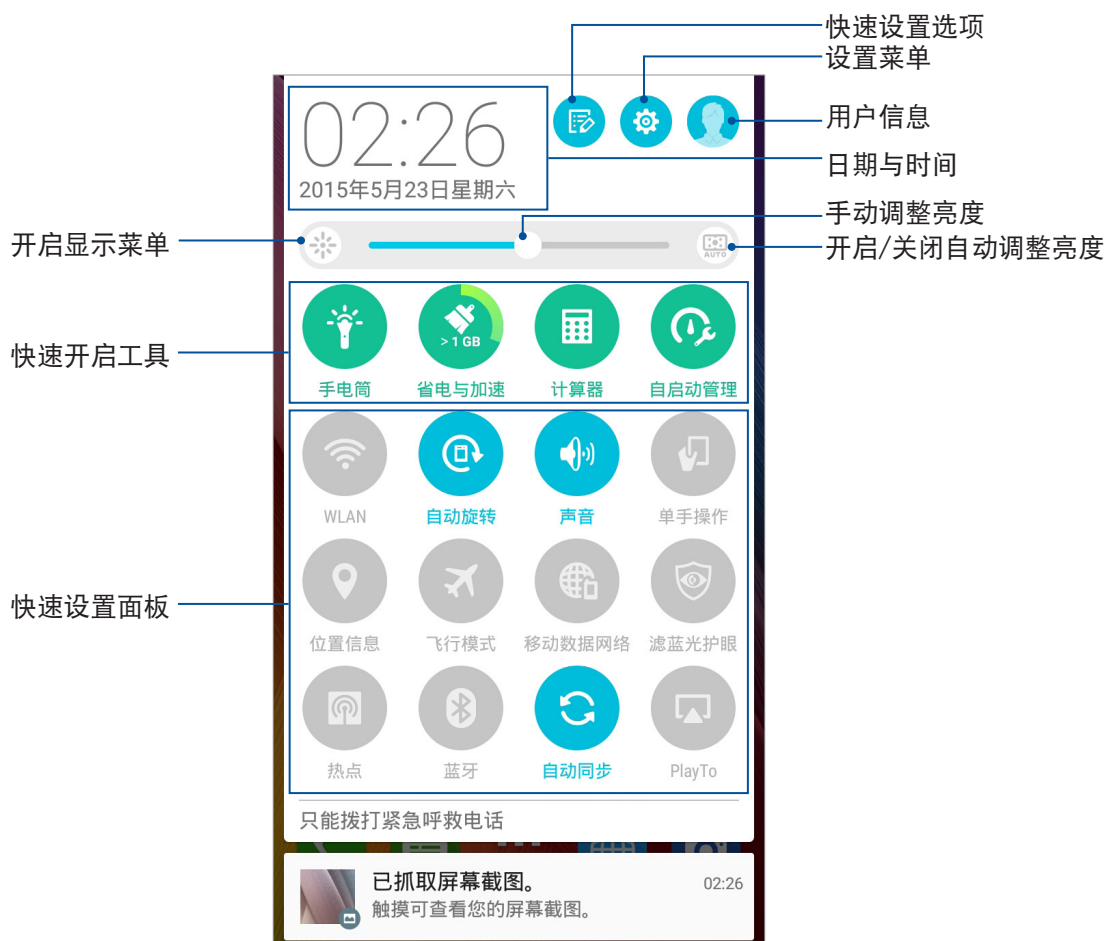 快速设置选项
设置菜单
用户信息
02:26
日期与时间
2015年5月23日星期六
手动调整亮度
开启显示菜单
AUTO
开启/关闭自动调整亮度
快速开启工具
>1 GB
手电筒 省电与加速 计算器 自启动管理
WLAN 自动旋转 声音 单手操作
快速设置面板
位置信息 飞行模式 移动数据网络 滤蓝光护眼
热点 蓝牙 自动同步 PlayTo
只能拨打紧急呼救电话
已抓取屏幕截图。 02:26
触摸可查看您的屏幕截图。